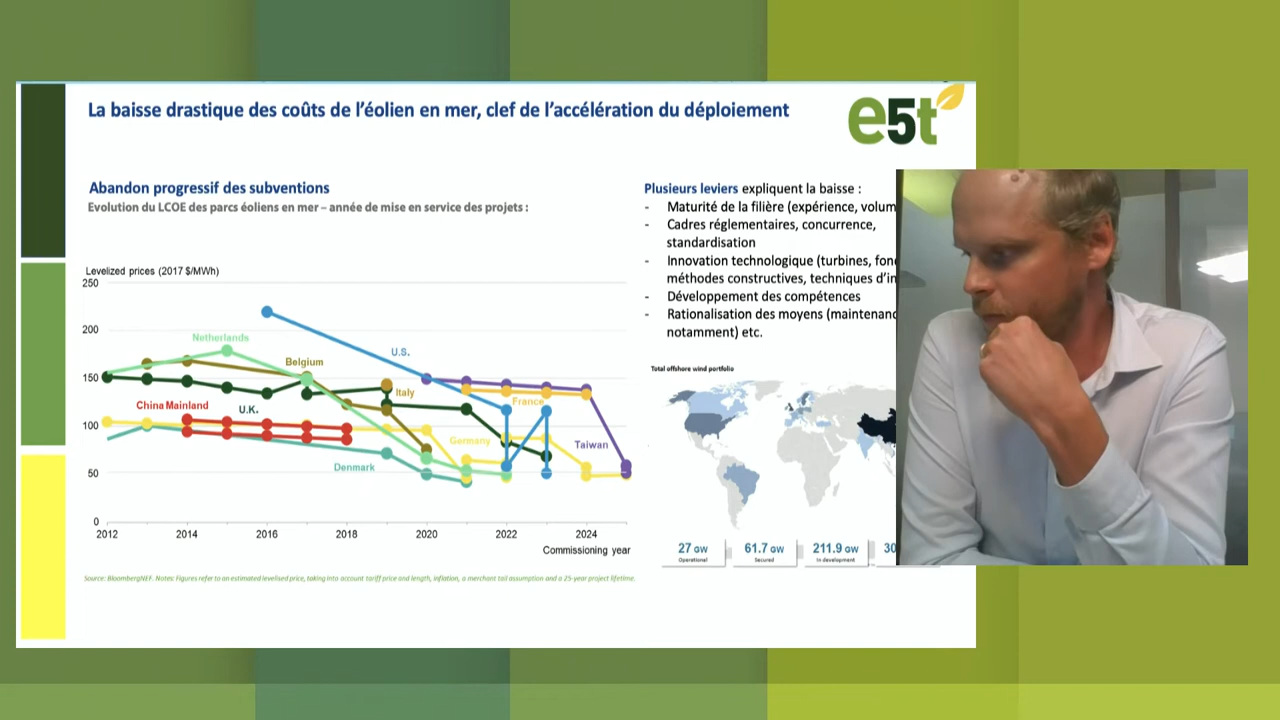 La baisse drastique des coûts de l'éolien en mer, clef de l'accélération du déploiement
e5t
Abandon progressif des subventions
Evolution du LCOE des parcs éoliens en mer – année de mise en service des projets :
Levelized prices (2017 $/MWh)
250
200
150
100
50
0
Netherlands
Belgium
U.S.
Italy
China Mainland
U.K.
France
Germany
Taiwan
Denmark
2012
2014
2016
2018
2020
2022
2024
Commissioning year
Source: BloombergNEF. Notes: Figures refer to an estimated levelised price, taking into account tariff price and length, inflation, a merchant tail assumption and a 25-year project lifetime.
Plusieurs leviers expliquent la baisse :
- Maturité de la filière (expérience,
- Cadres réglementaires, concurrence,
standardisation
- Innovation technologique (turbines,
méthodes constructives, techniques
- Développement des compétences
- Rationalisation des moyens
notamment) etc.
Total offshore wind portfolio
27 GW
Operational
61.7 GW
Secured
211.9 GW
In development
30